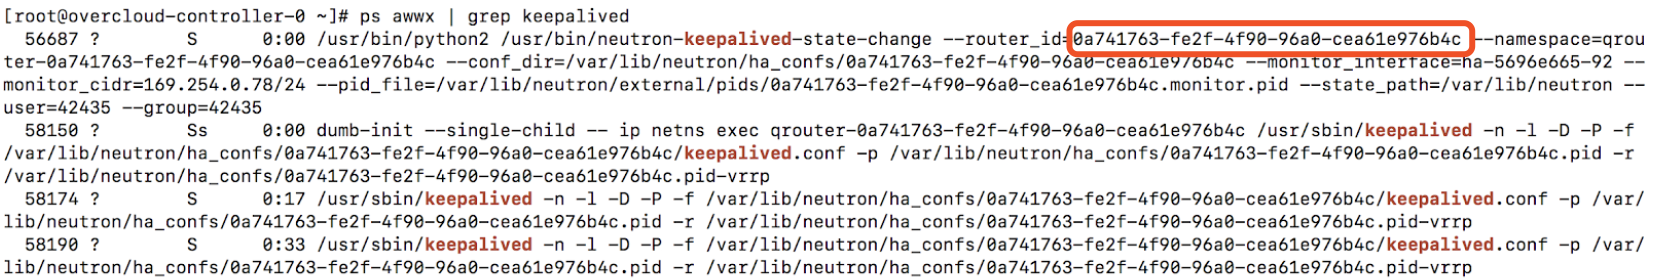 [root@overcloud-controller-0 ~]# ps awwx | grep keepalived
56687 ?        S      0:00 /usr/bin/python2 /usr/bin/neutron-keepalived-state-change --router_id=0a741763-fe2f-4f90-96a0-cea61e976b4c --namespace=qrou
ter-0a741763-fe2f-4f90-96a0-cea61e976b4c --conf_dir=/var/lib/neutron/ha_confs/0a741763-fe2f-4f90-96a0-cea61e976b4c --monitor_interface=ha-5696e665-92 --
monitor_cidr=169.254.0.78/24 --pid_file=/var/lib/neutron/external/pids/0a741763-fe2f-4f90-96a0-cea61e976b4c.monitor.pid --state_path=/var/lib/neutron --
user=42435 --group=42435
58150 ?        Ss     0:00 dumb-init --single-child -- ip netns exec qrouter-0a741763-fe2f-4f90-96a0-cea61e976b4c /usr/sbin/keepalived -n -l -D -P -f
/var/lib/neutron/ha_confs/0a741763-fe2f-4f90-96a0-cea61e976b4c/keepalived.conf -p /var/lib/neutron/ha_confs/0a741763-fe2f-4f90-96a0-cea61e976b4c.pid -r
/var/lib/neutron/ha_confs/0a741763-fe2f-4f90-96a0-cea61e976b4c.pid-vrrp
58174 ?        S      0:17 /usr/sbin/keepalived -n -l -D -P -f /var/lib/neutron/ha_confs/0a741763-fe2f-4f90-96a0-cea61e976b4c/keepalived.conf -p /var/
lib/neutron/ha_confs/0a741763-fe2f-4f90-96a0-cea61e976b4c.pid -r /var/lib/neutron/ha_confs/0a741763-fe2f-4f90-96a0-cea61e976b4c.pid-vrrp
58190 ?        S      0:33 /usr/sbin/keepalived -n -l -D -P -f /var/lib/neutron/ha_confs/0a741763-fe2f-4f90-96a0-cea61e976b4c/keepalived.conf -p /var/
lib/neutron/ha_confs/0a741763-fe2f-4f90-96a0-cea61e976b4c.pid -r /var/lib/neutron/ha_confs/0a741763-fe2f-4f90-96a0-cea61e976b4c.pid-vrrp